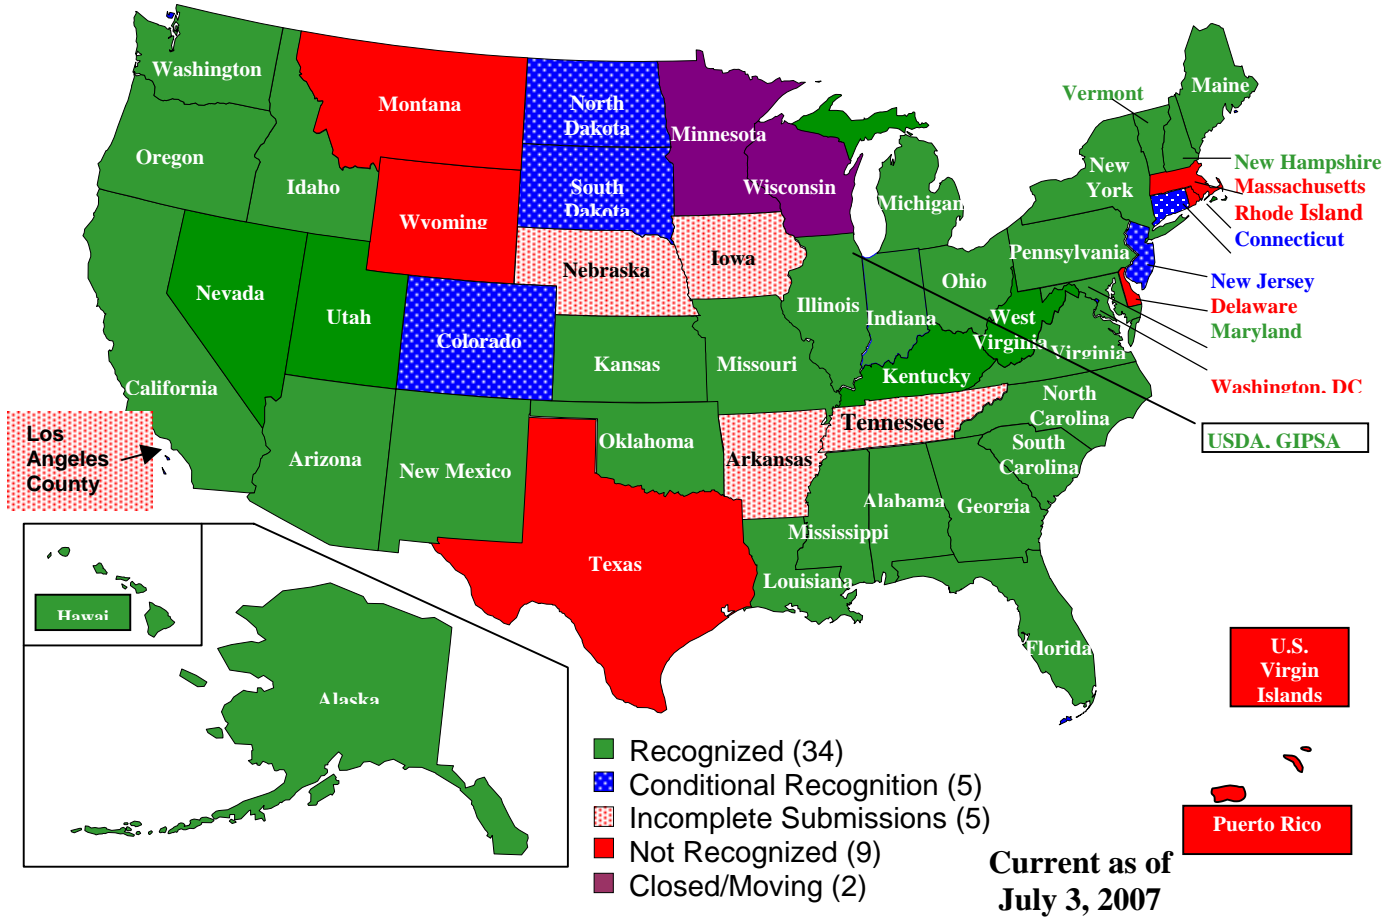 Washington
Montana
North
Dakota
Minnesota
Vermont
Maine
Oregon
Idaho
Wyoming
South
Dakota
Wisconsin
Michigan
New
York
New Hampshire
Massachusetts
Rhode Island
Connecticut
Nevada
Utah
Colorado
Nebraska
Iowa
Illinois
Indiana
Ohio
Pennsylvania
New Jersey
Delaware
Maryland
West
Virginia
Virginia
Washington, DC
California
Kansas
Missouri
Kentucky
North
Carolina
Los
Angeles
County
Arizona
New Mexico
Oklahoma
Arkansas
Tennessee
South
Carolina
USDA, GIPSA
Texas
Louisiana
Mississippi
Alabama
Georgia
Florida
Hawai
Alaska
U.S.
Virgin
Islands
Puerto Rico
Recognized (34)
Conditional Recognition (5)
Incomplete Submissions (5)
Not Recognized (9)
Closed/Moving (2)
Current as of
July 3, 2007